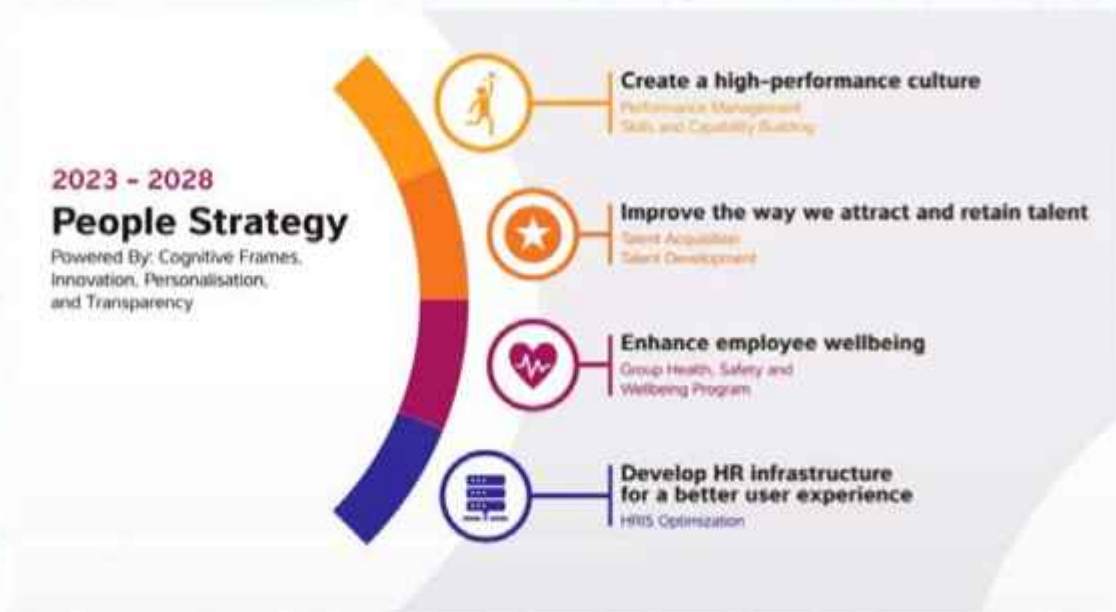 2023 - 2028
People Strategy
Powered By: Cognitive Frames,
Innovation, Personalisation,
and Transparency
Create a high-performance culture
Performance Management
Skills and Capability Building
Improve the way we attract and retain talent
Talent Acquisition
Talent Development
Enhance employee wellbeing
Group Health, Safety and
Wellbeing Program
Develop HR infrastructure
for a better user experience
HRIS Optimization